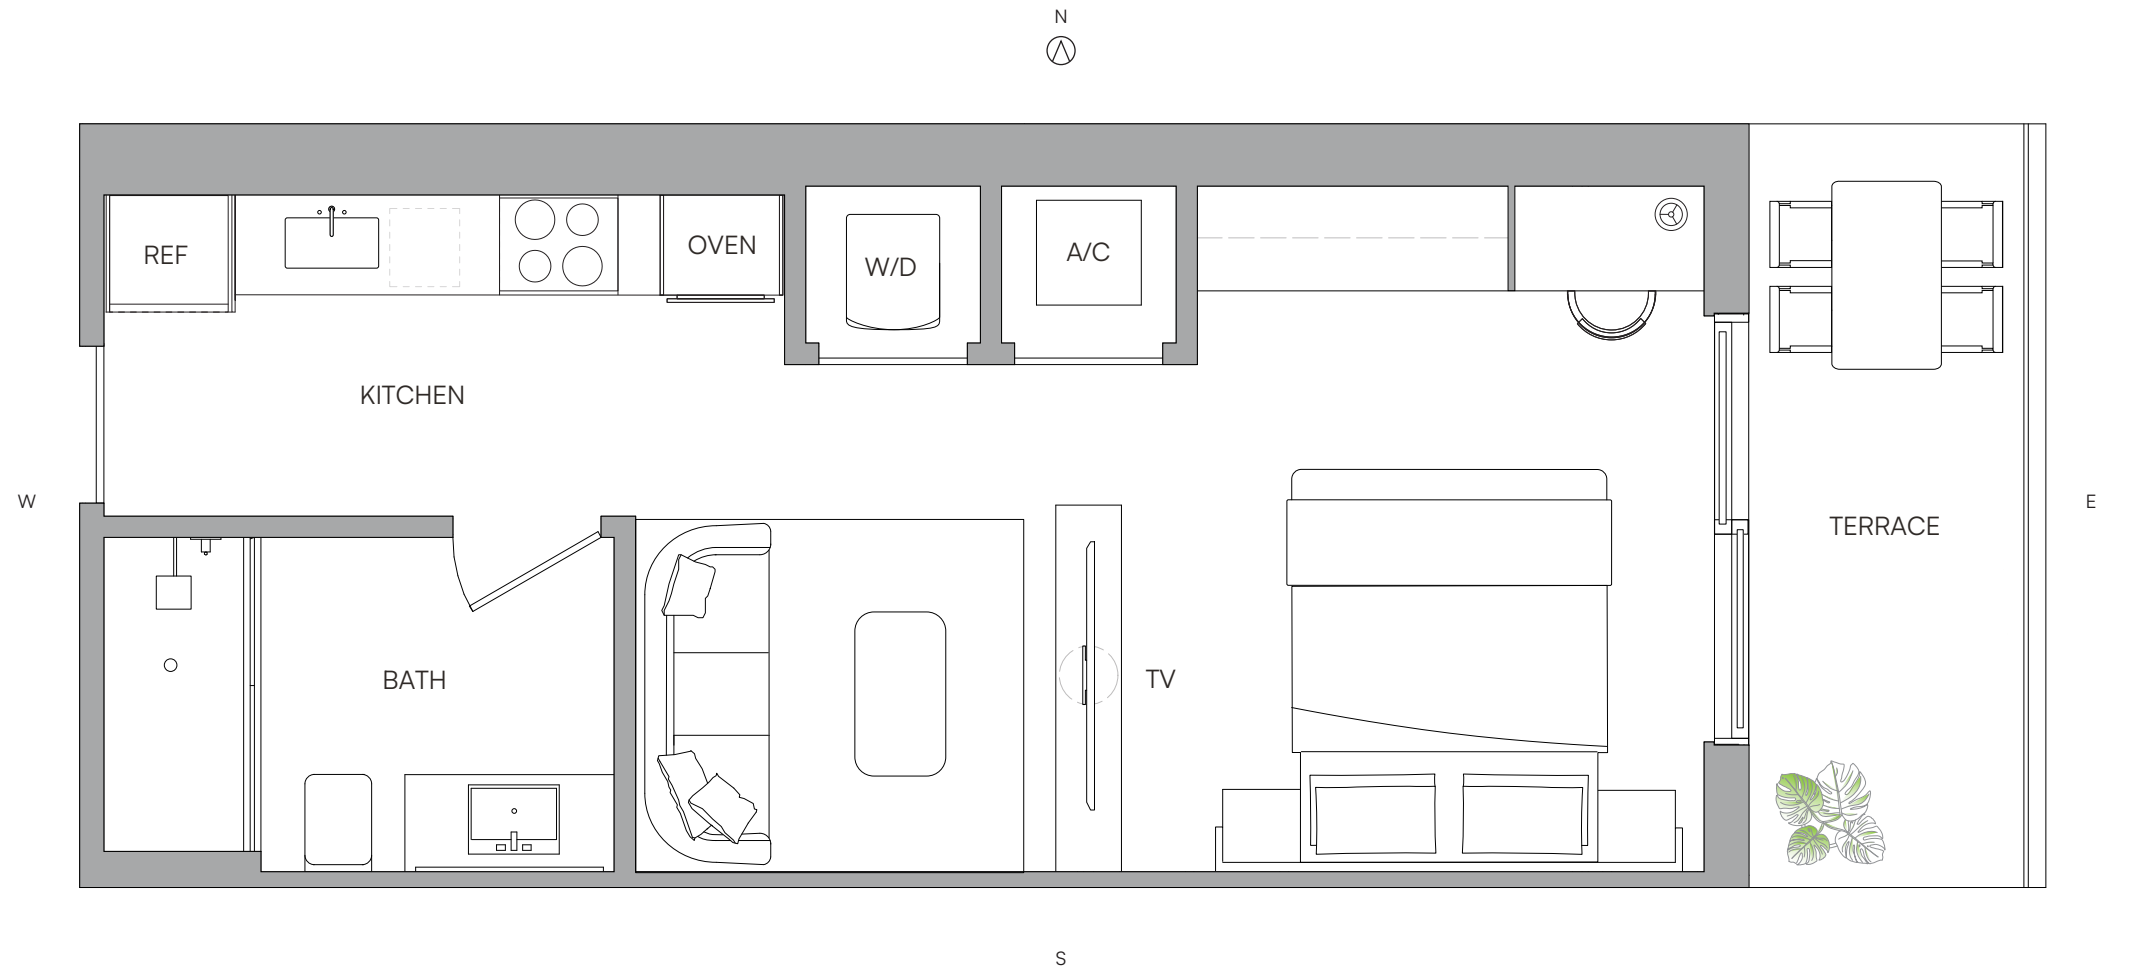 N
REF
OVEN
W/D
A/C
KITCHEN
W
E
TERRACE
BATH
TV
S